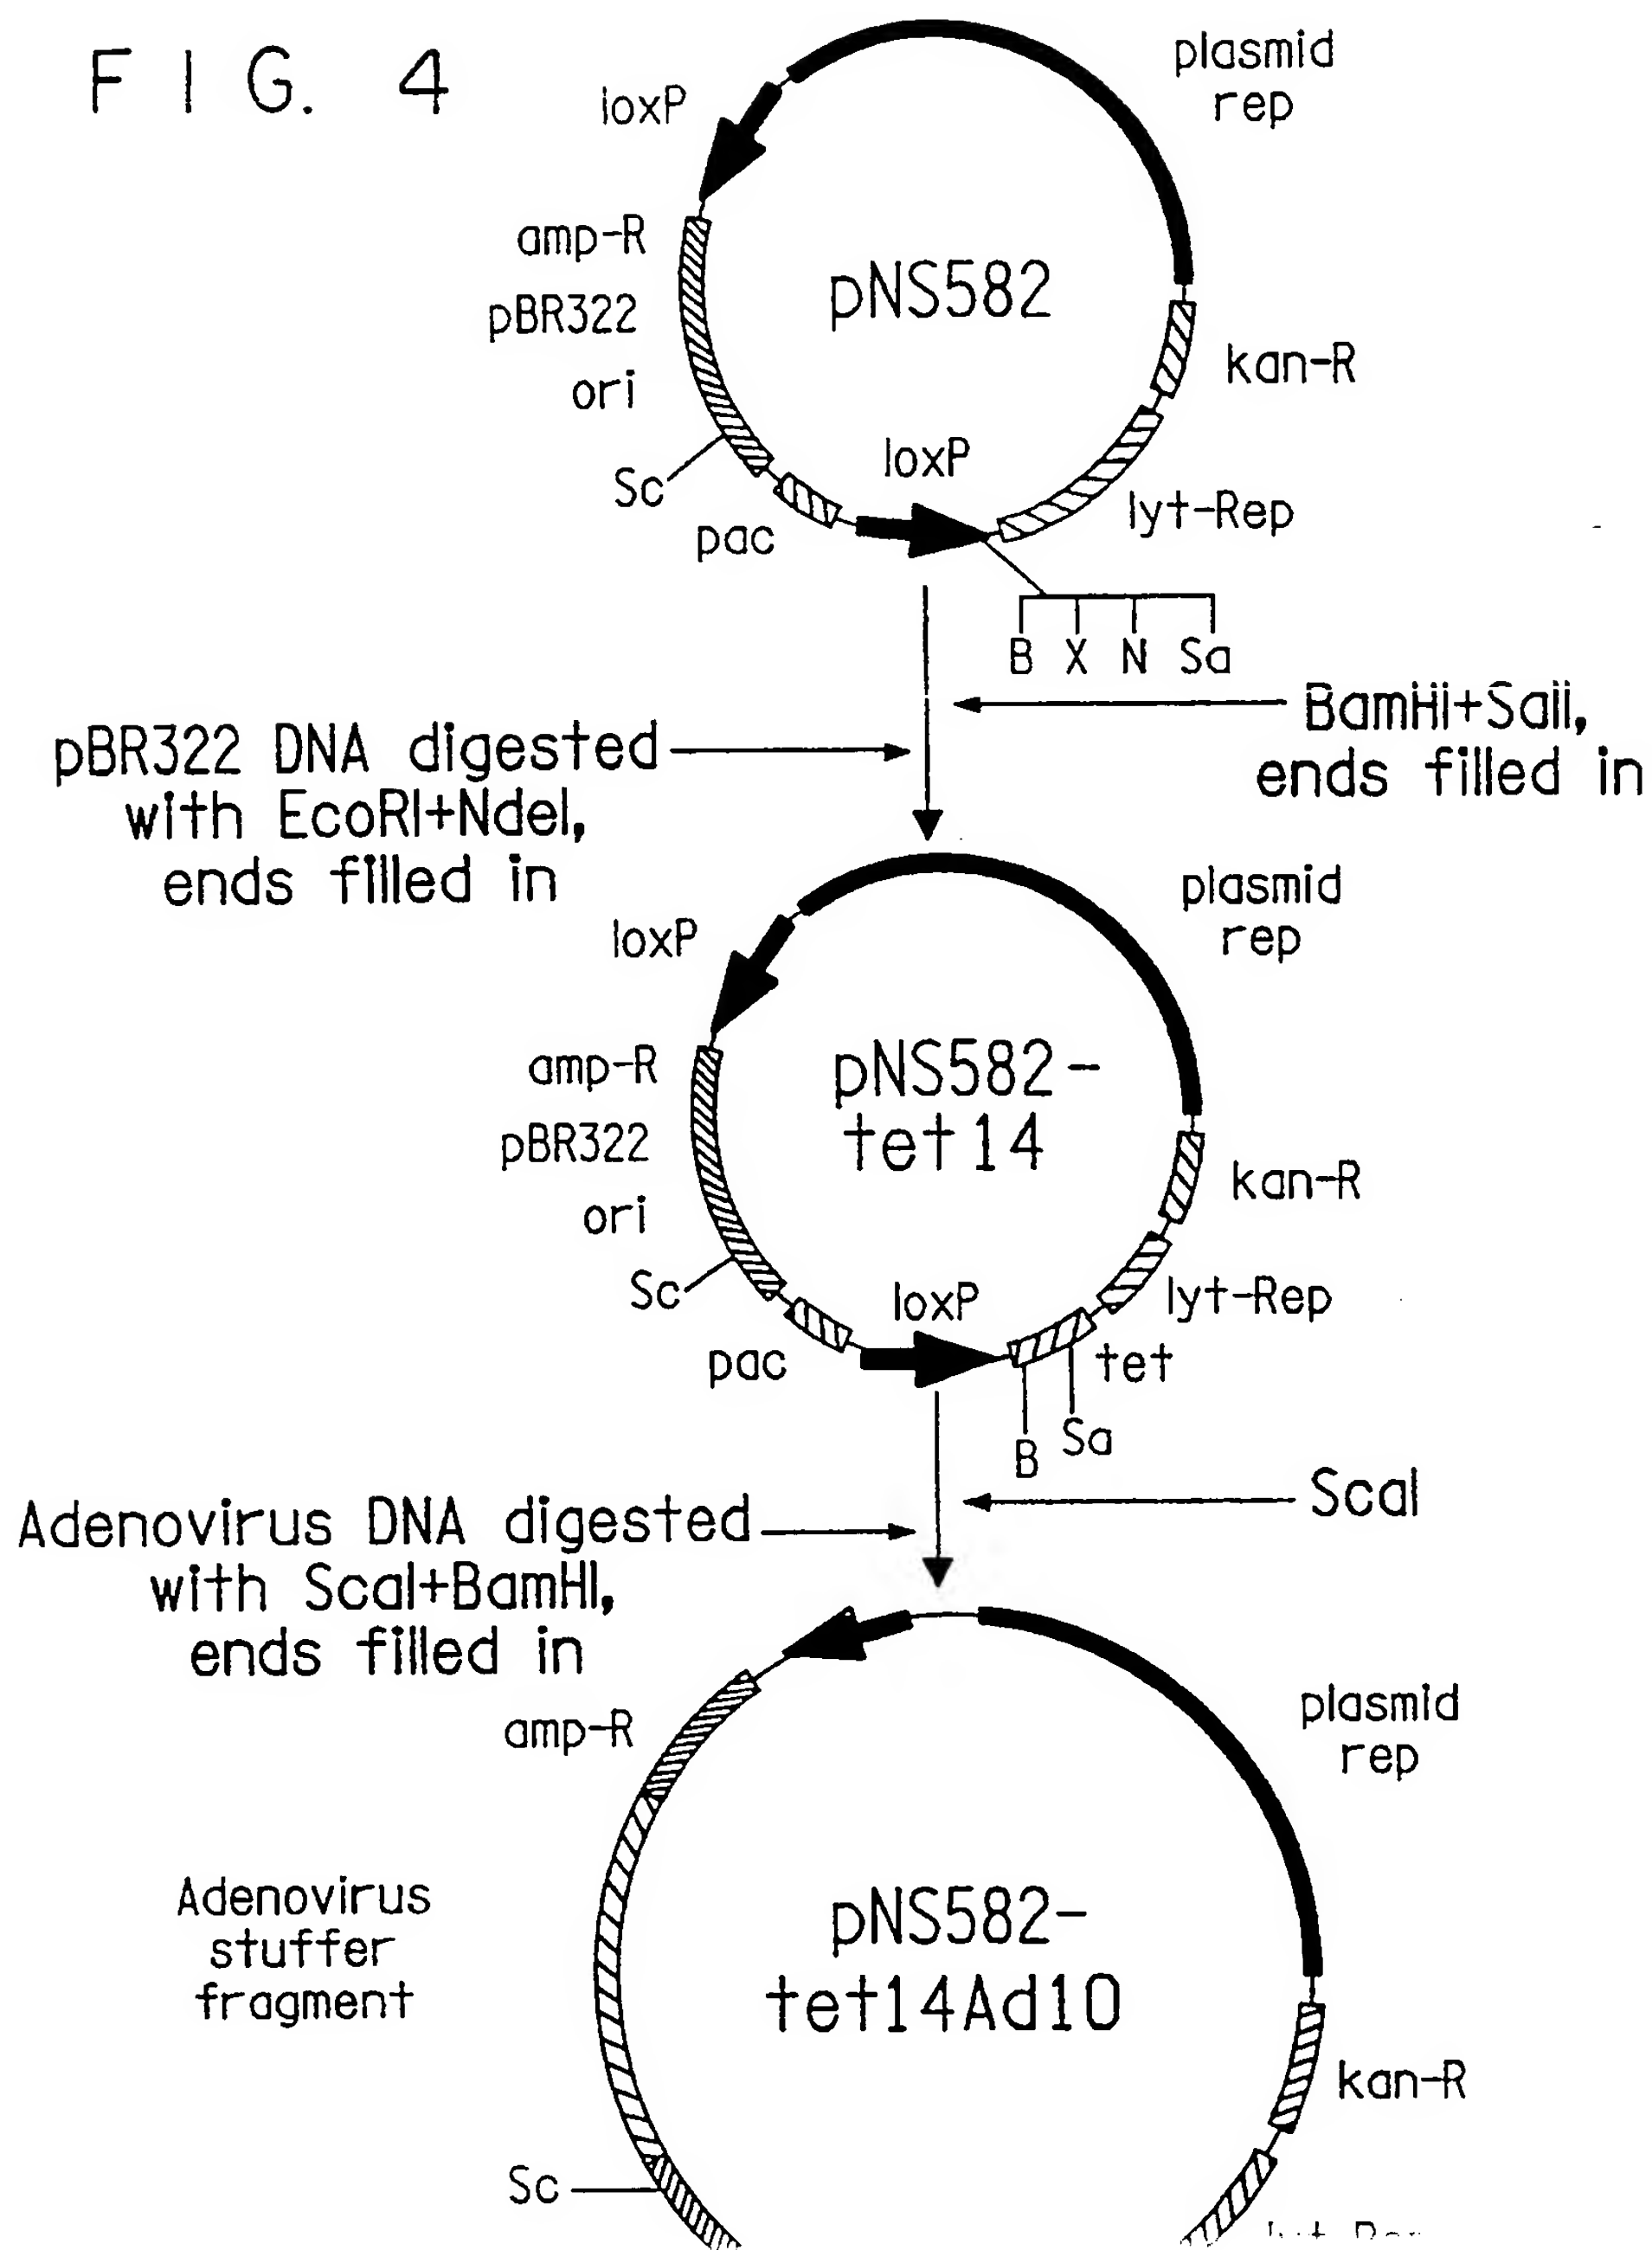 FIG. 4
plasmid
rep
loxP
amp-R
pBR322
ori
pNS582
kan-R
loxP
Sc
pac
lyt-Rep
B X N Sa
BamHI+SalI,
ends filled in
pBR322 DNA digested
with EcoRI+NdeI,
ends filled in
plasmid
rep
loxP
amp-R
pBR322
ori
pNS582-
tet14
kan-R
Sc
loxP
lyt-Rep
pac
tet
B
Sa
ScaI
Adenovirus DNA digested
with ScaI+BamHI,
ends filled in
amp-R
plasmid
rep
Adenovirus
stuffer
fragment
pNS582-
tet14Ad10
kan-R
Sc